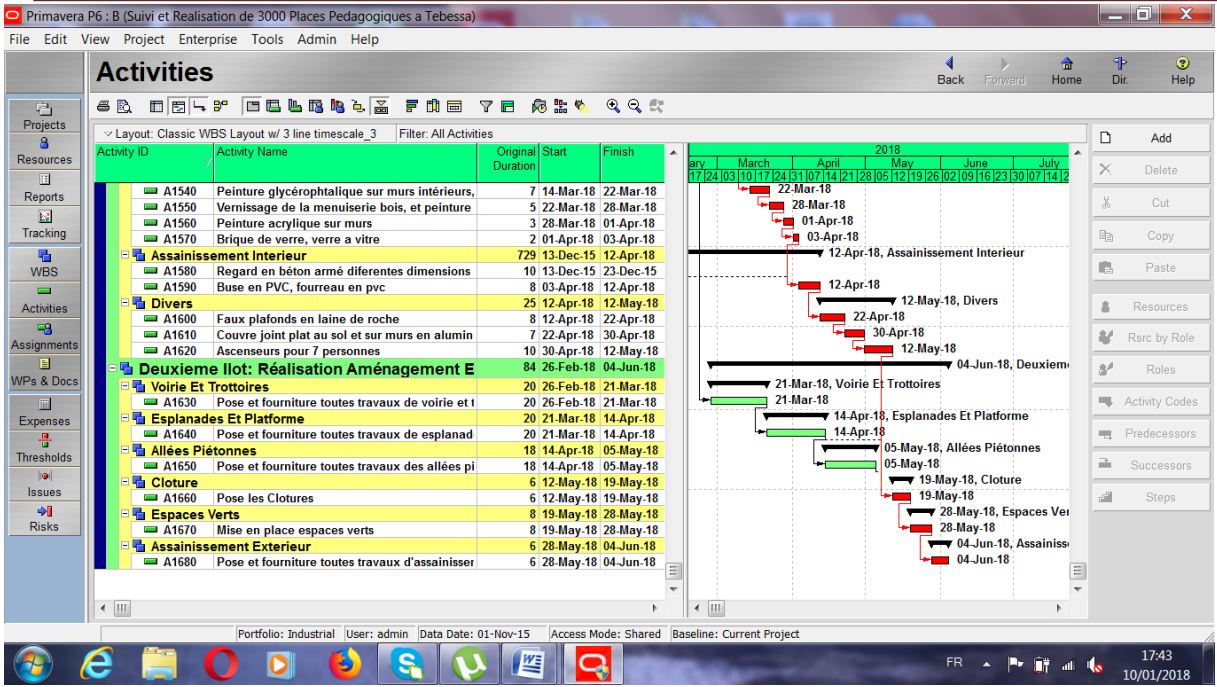 Primavera P6 : B (Suivi et Realisation de 3000 Places Pedagogiques a Tebessa)
File Edit View Project Enterprise Tools Admin Help
Activities
Back Forward Home Dir. Help
Layout: Classic WBS Layout w/ 3 line timescale_3 Filter: All Activities
Projects
Resources
Reports
Tracking
WBS
Activities
Assignments
WPs & Docs
Expenses
Thresholds
Issues
Risks
Activity ID Activity Name Original Duration Start Finish
A1540 Peinture glycérophtalique sur murs intérieurs, 7 14-Mar-18 22-Mar-18
A1550 Vernissage de la menuiserie bois, et peinture 5 22-Mar-18 28-Mar-18
A1560 Peinture acrylique sur murs 3 28-Mar-18 01-Apr-18
A1570 Brique de verre, verre a vitre 2 01-Apr-18 03-Apr-18
Assainissement Interieur 729 13-Dec-15 12-Apr-18
A1580 Regard en béton armé diferentes dimensions 10 13-Dec-15 23-Dec-15
A1590 Buse en PVC, fourreau en pvc 8 03-Apr-18 12-Apr-18
Divers 25 12-Apr-18 12-May-18
A1600 Faux plafonds en laine de roche 8 12-Apr-18 22-Apr-18
A1610 Couvre joint plat au sol et sur murs en alumin 7 22-Apr-18 30-Apr-18
A1620 Ascenseurs pour 7 personnes 10 30-Apr-18 12-May-18
Deuxieme Ilot: Réalisation Aménagement E 84 26-Feb-18 04-Jun-18
Voirie Et Trottoires 20 26-Feb-18 21-Mar-18
A1630 Pose et fourniture toutes travaux de voirie et t 20 26-Feb-18 21-Mar-18
Esplanades Et Platforme 20 21-Mar-18 14-Apr-18
A1640 Pose et fourniture toutes travaux de esplanad 20 21-Mar-18 14-Apr-18
Allées Piétonnes 18 14-Apr-18 05-May-18
A1650 Pose et fourniture toutes travaux des allées pi 18 14-Apr-18 05-May-18
Cloture 6 12-May-18 19-May-18
A1660 Pose les Clotures 6 12-May-18 19-May-18
Espaces Verts 8 19-May-18 28-May-18
A1670 Mise en place espaces verts 8 19-May-18 28-May-18
Assainissement Exterieur 6 28-May-18 04-Jun-18
A1680 Pose et fourniture toutes travaux d'assainisser 6 28-May-18 04-Jun-18
2018
ary March April May June July
17 24 03 10 17 24 31 07 14 21 28 05 12 19 26 02 09 16 23 30 07 14 2
22-Mar-18
28-Mar-18
01-Apr-18
03-Apr-18
12-Apr-18, Assainissement Interieur
12-Apr-18
12-May-18, Divers
22-Apr-18
30-Apr-18
12-May-18
04-Jun-18, Deuxiem
21-Mar-18, Voirie Et Trottoires
21-Mar-18
14-Apr-18, Esplanades Et Platforme
14-Apr-18
05-May-18, Allées Piétonnes
05-May-18
19-May-18, Cloture
19-May-18
28-May-18, Espaces Ver
28-May-18
04-Jun-18, Assainiss
04-Jun-18
Add
Delete
Cut
Copy
Paste
Resources
Rsrc by Role
Roles
Activity Codes
Predecessors
Successors
Steps
Portfolio: Industrial User: admin Data Date: 01-Nov-15 Access Mode: Shared Baseline: Current Project
FR
17:43
10/01/2018